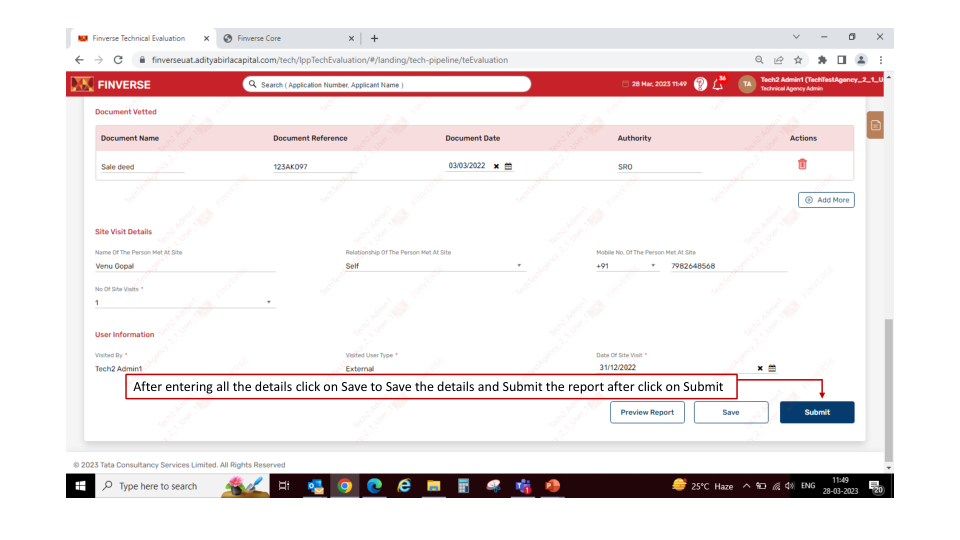 Finverse Technical Evaluation
Finverse Core
finverseuat.adityabirlacapital.com/tech/lppTechEvaluation/#/landing/tech-pipeline/teEvaluation
FINVERSE
Search ( Application Number, Applicant Name )
28 Mar, 2023 11:49
36
TA
Tech2 Admin1 (TechTestAgency_2_1_U
Technical Agency Admin
Document Vetted
Document Name Document Reference Document Date Authority Actions
Sale deed 123AK097 03/03/2022 SRO
Add More
Site Visit Details
Name Of The Person Met At Site Relationship Of The Person Met At Site Mobile No. Of The Person Met At Site
Venu Gopal Self +91 7982648568
No Of Site Visits *
1
User Information
Visited By * Visited User Type * Date Of Site Visit *
Tech2 Admin1 External 31/12/2022
After entering all the details click on Save to Save the details and Submit the report after click on Submit
Preview Report Save Submit
© 2023 Tata Consultancy Services Limited. All Rights Reserved
Type here to search
25°C Haze
ENG
11:49
28-03-2023
20